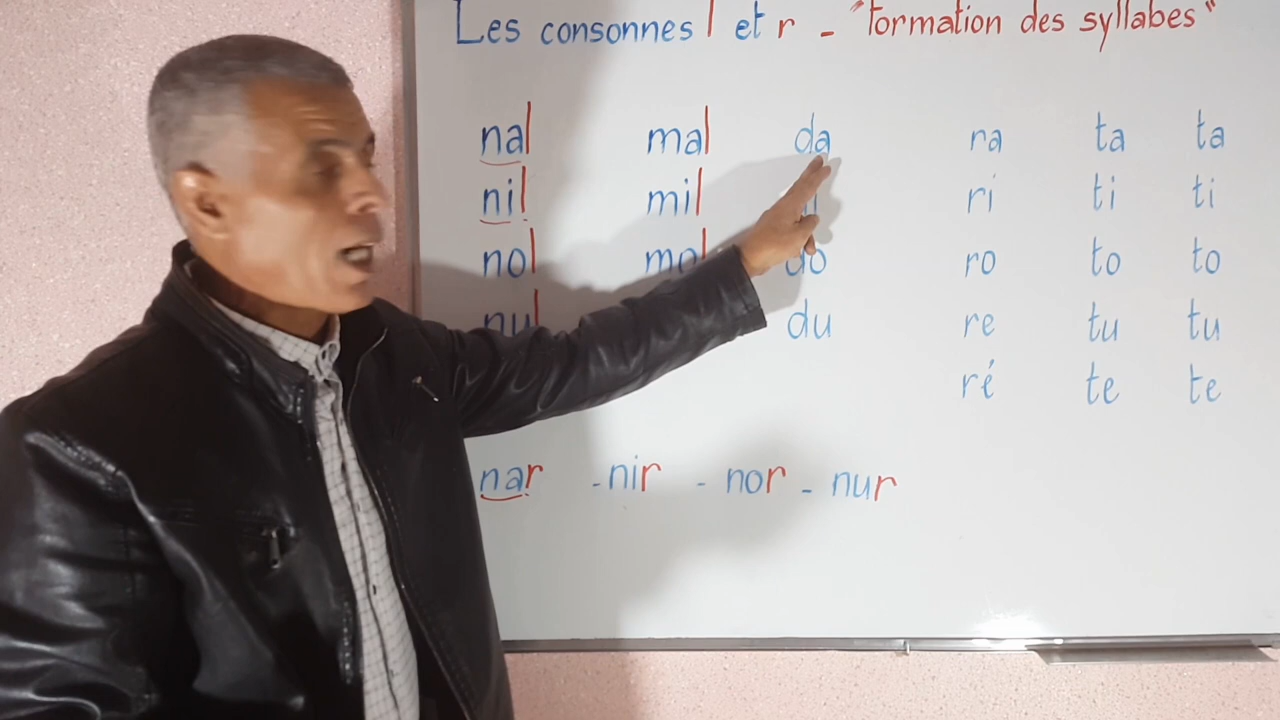 Les consonnes l et r - "formation des syllabes"
nal mal da ra ta ta
nil mil ri ti ti
nol mol do ro to to
nul du re tu tu
ré te te
nar - nir - nor - nur